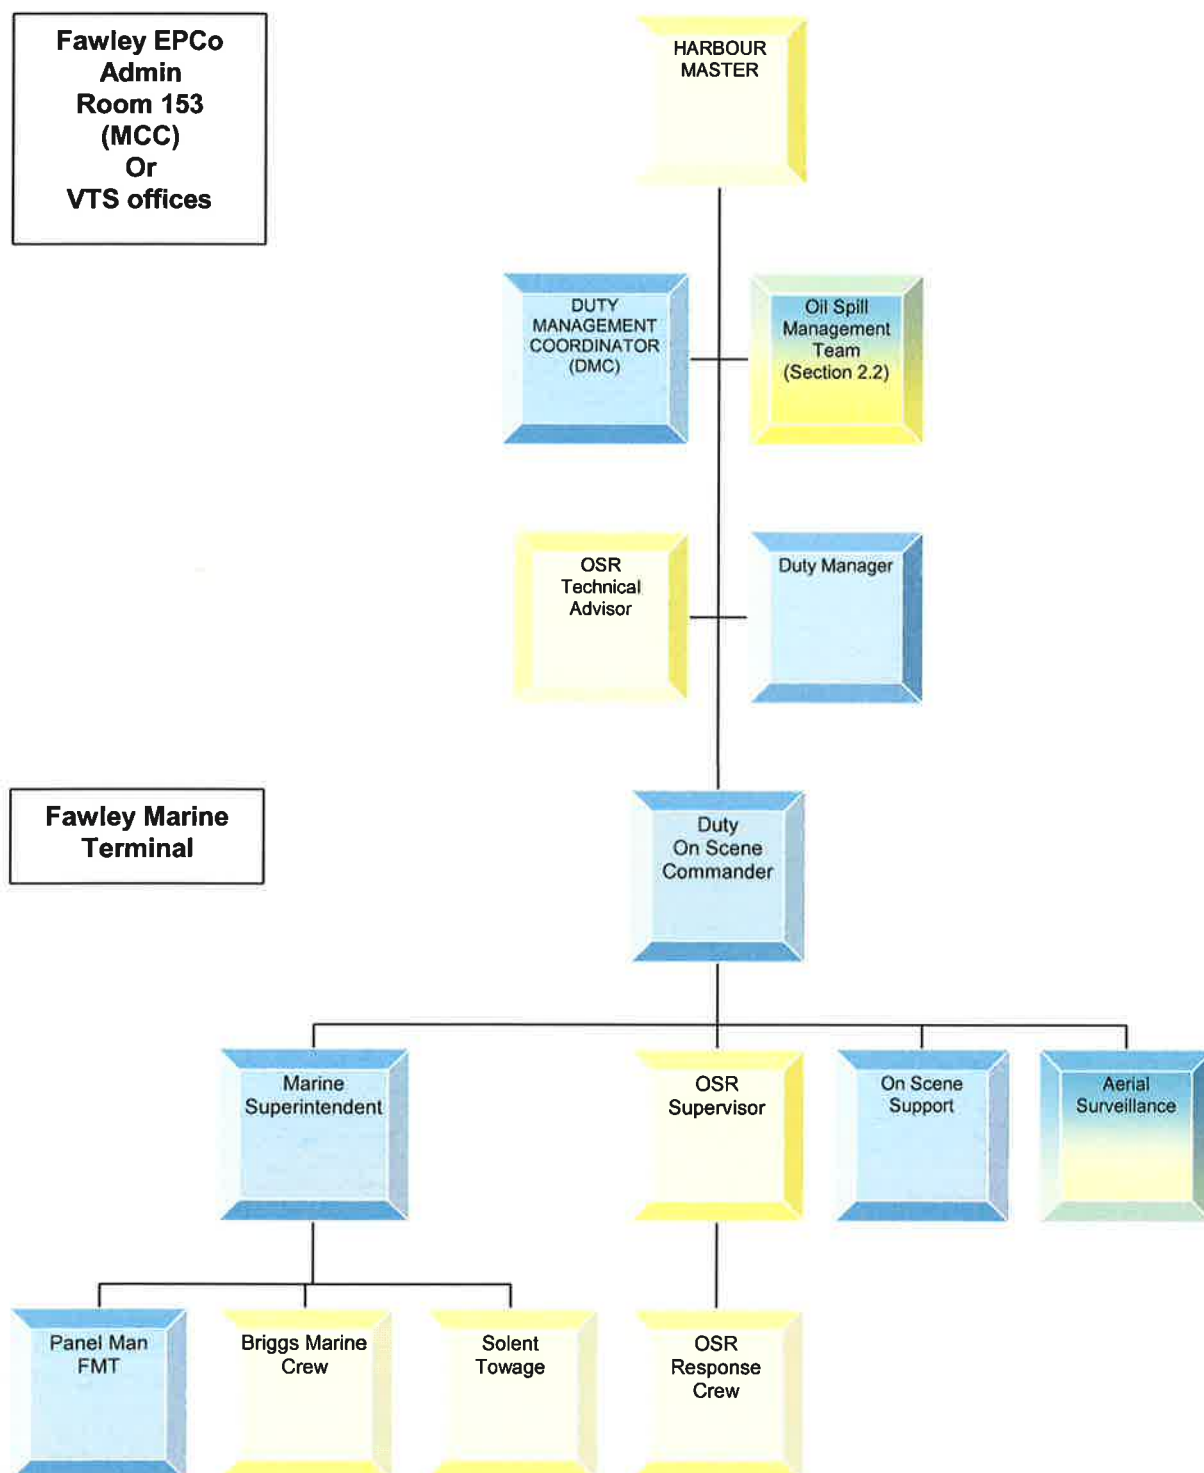 Fawley EPCo
Admin
Room 153
(MCC)
Or
VTS offices
HARBOUR
MASTER
DUTY
MANAGEMENT
COORDINATOR
(DMC)
Oil Spill
Management
Team
(Section 2.2)
OSR
Technical
Advisor
Duty Manager
Fawley Marine
Terminal
Duty
On Scene
Commander
Marine
Superintendent
OSR
Supervisor
On Scene
Support
Aerial
Surveillance
Panel Man
FMT
Briggs Marine
Crew
Solent
Towage
OSR
Response
Crew